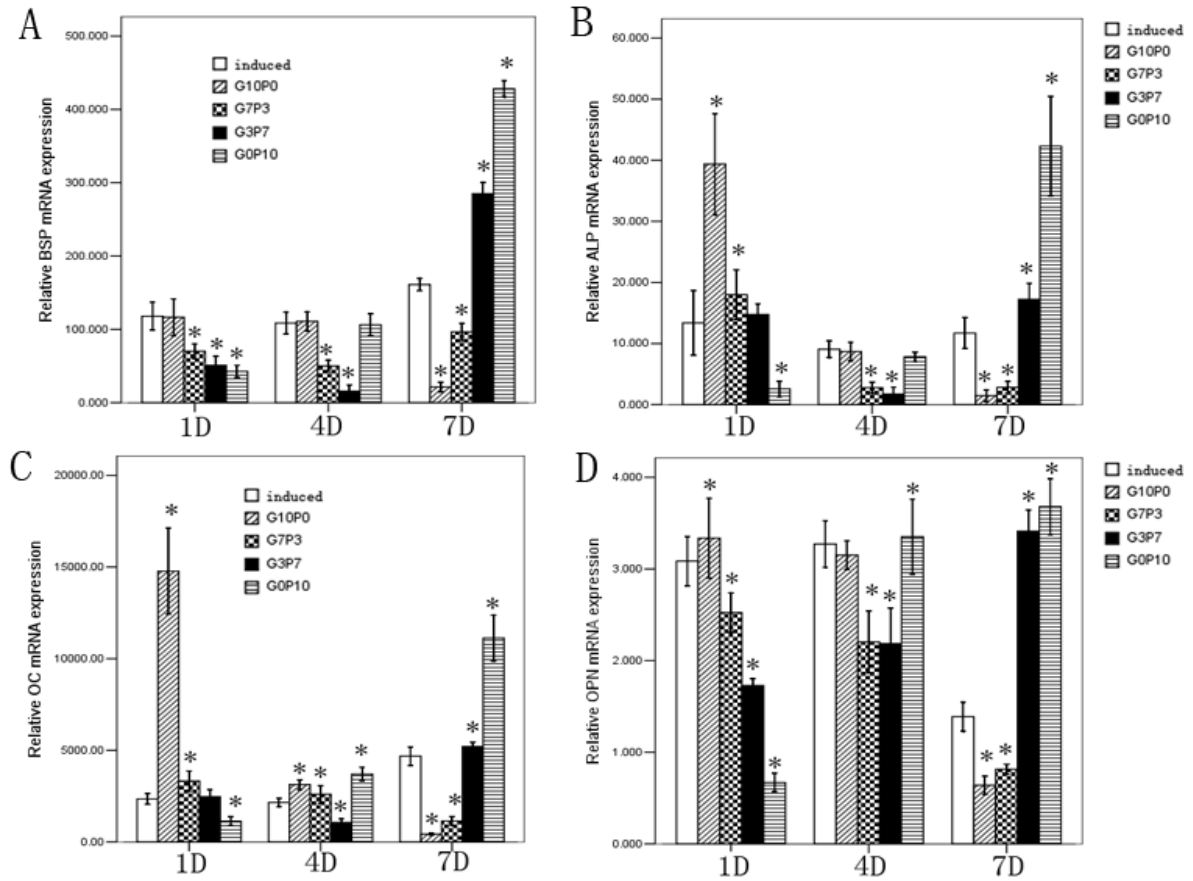 A
Relative BSP mRNA expression
500.000
400.000
300.000
200.000
100.000
0.000
induced
G10P0
G7P3
G3P7
G0P10
* * * * * * * * *
1D 4D 7D
B
Relative ALP mRNA expression
60.000
50.000
40.000
30.000
20.000
10.000
0.000
induced
G10P0
G7P3
G3P7
G0P10
* * * * * * * * *
1D 4D 7D
C
Relative OC mRNA expression
20000.00
15000.00
10000.00
5000.00
0.00
induced
G10P0
G7P3
G3P7
G0P10
* * * * * * * * * * *
1D 4D 7D
D
Relative OPN mRNA expression
4.000
3.000
2.000
1.000
0.000
induced
G10P0
G7P3
G3P7
G0P10
* * * * * * * * * * *
1D 4D 7D